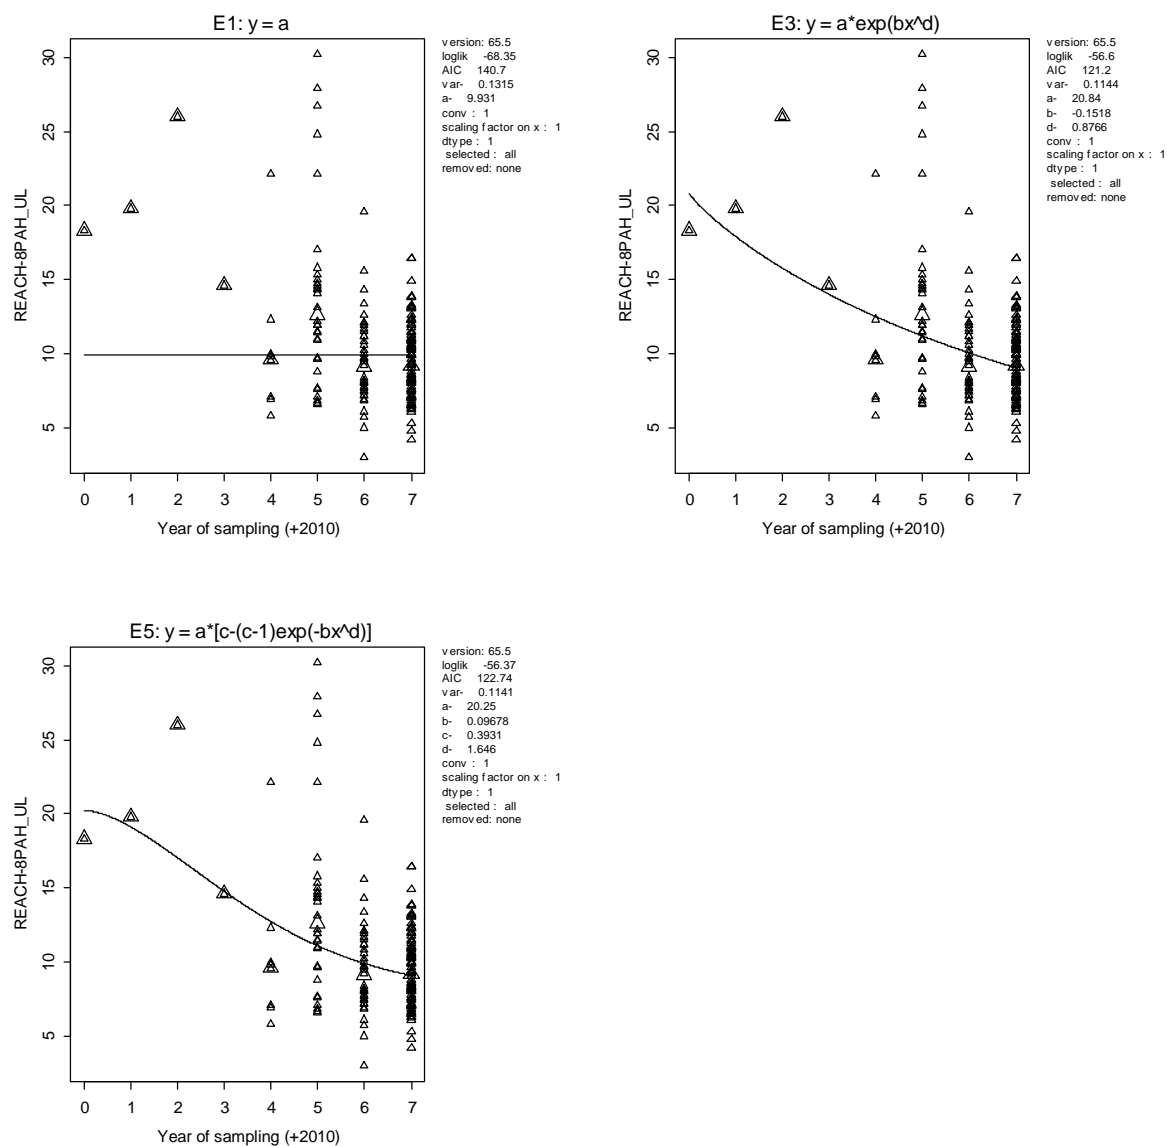 E1: y = a
30
25
20
15
10
5
REACH-8PAH_UL
0 1 2 3 4 5 6 7
Year of sampling (+2010)
version: 65.5
loglik -68.35
AIC 140.7
var- 0.1315
a- 9.931
conv : 1
scaling factor on x : 1
dtype : 1
selected : all
removed: none
E3: y = a*exp(bx^d)
30
25
20
15
10
5
REACH-8PAH_UL
0 1 2 3 4 5 6 7
Year of sampling (+2010)
version: 65.5
loglik -56.6
AIC 121.2
var- 0.1144
a- 20.84
b- -0.1518
d- 0.8766
conv : 1
scaling factor on x : 1
dtype : 1
selected : all
removed: none
E5: y = a*[c-(c-1)exp(-bx^d)]
30
25
20
15
10
5
REACH-8PAH_UL
0 1 2 3 4 5 6 7
Year of sampling (+2010)
version: 65.5
loglik -56.37
AIC 122.74
var- 0.1141
a- 20.25
b- 0.09678
c- 0.3931
d- 1.646
conv : 1
scaling factor on x : 1
dtype : 1
selected : all
removed: none